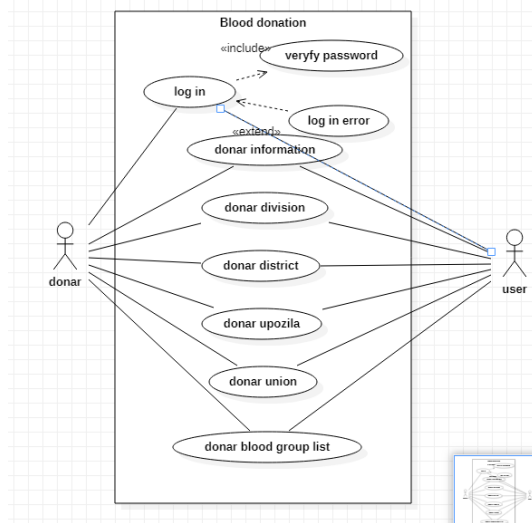 Blood donation
«include»
veryfy password
log in
log in error
«extend»
donar information
donar division
donar district
donar
user
donar upozila
donar union
donar blood group list